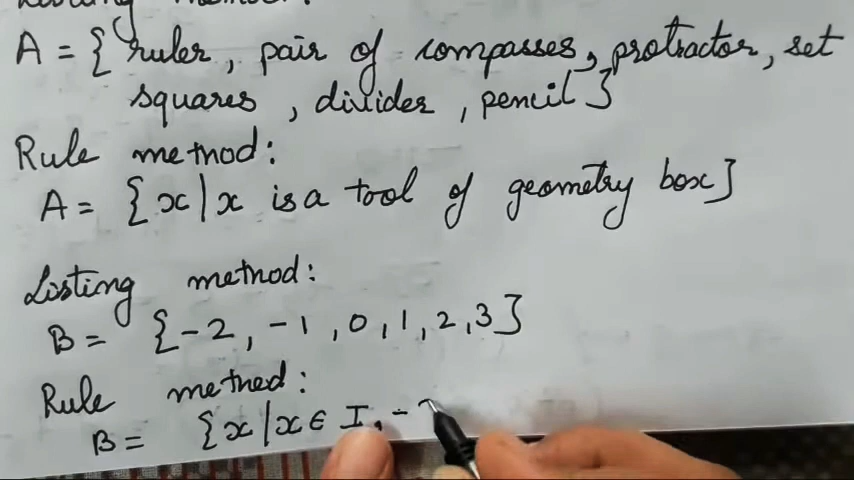 A = { ruler, pair of compasses, protractor, set
squares, divider, pencil }
Rule method:
A = { x | x is a tool of geometry box }
Listing method:
B = { -2, -1, 0, 1, 2, 3 }
Rule method:
B = { x | x ∈ I, -